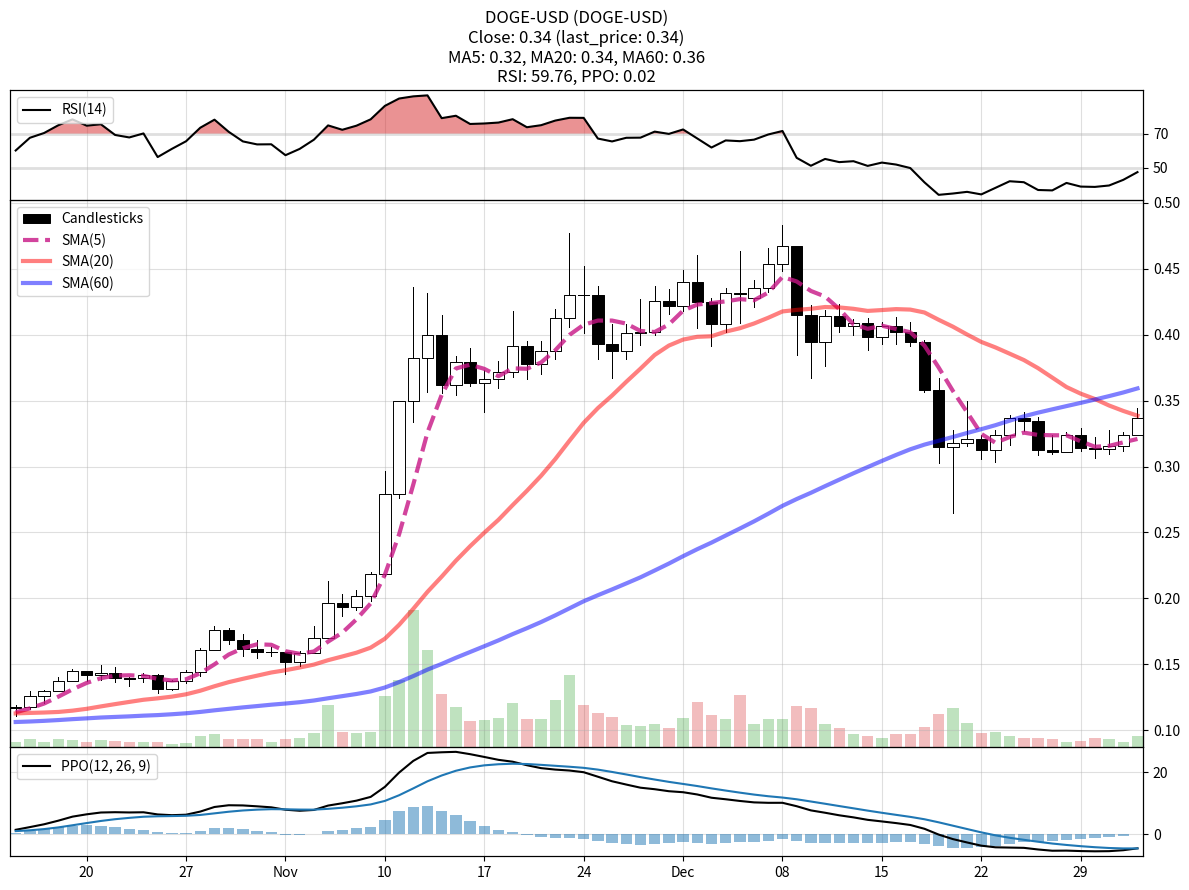 DOGE-USD (DOGE-USD)
Close: 0.34 (last_price: 0.34)
MA5: 0.32, MA20: 0.34, MA60: 0.36
RSI: 59.76, PPO: 0.02
RSI(14)
70
50
Candlesticks
SMA(5)
SMA(20)
SMA(60)
0.50
0.45
0.40
0.35
0.30
0.25
0.20
0.15
0.10
PPO(12, 26, 9)
20
0
20 27 Nov 10 17 24 Dec 08 15 22 29